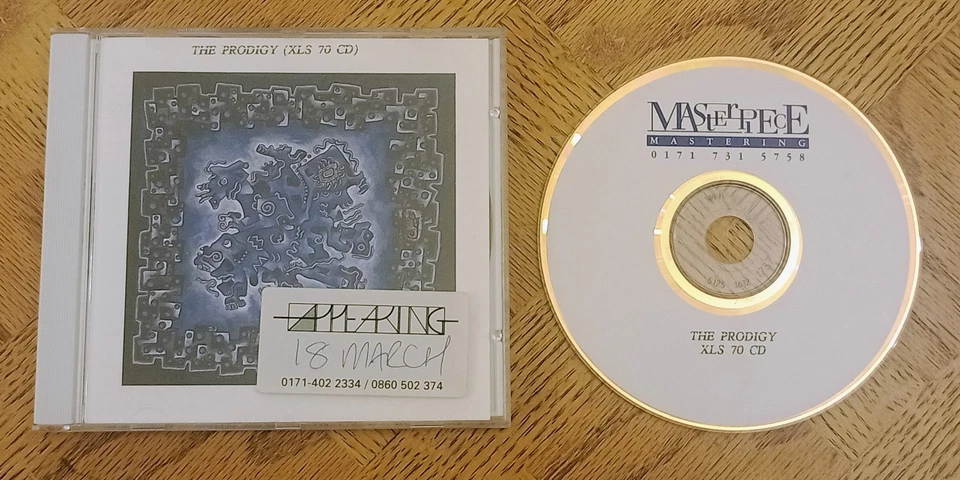 THE PRODIGY (XLS 70 CD)
APPEARING
18 MARCH
0171-402 2334 / 0860 502 374
MASTERPIECE
MASTERING
0171 731 5758
THE PRODIGY
XLS 70 CD